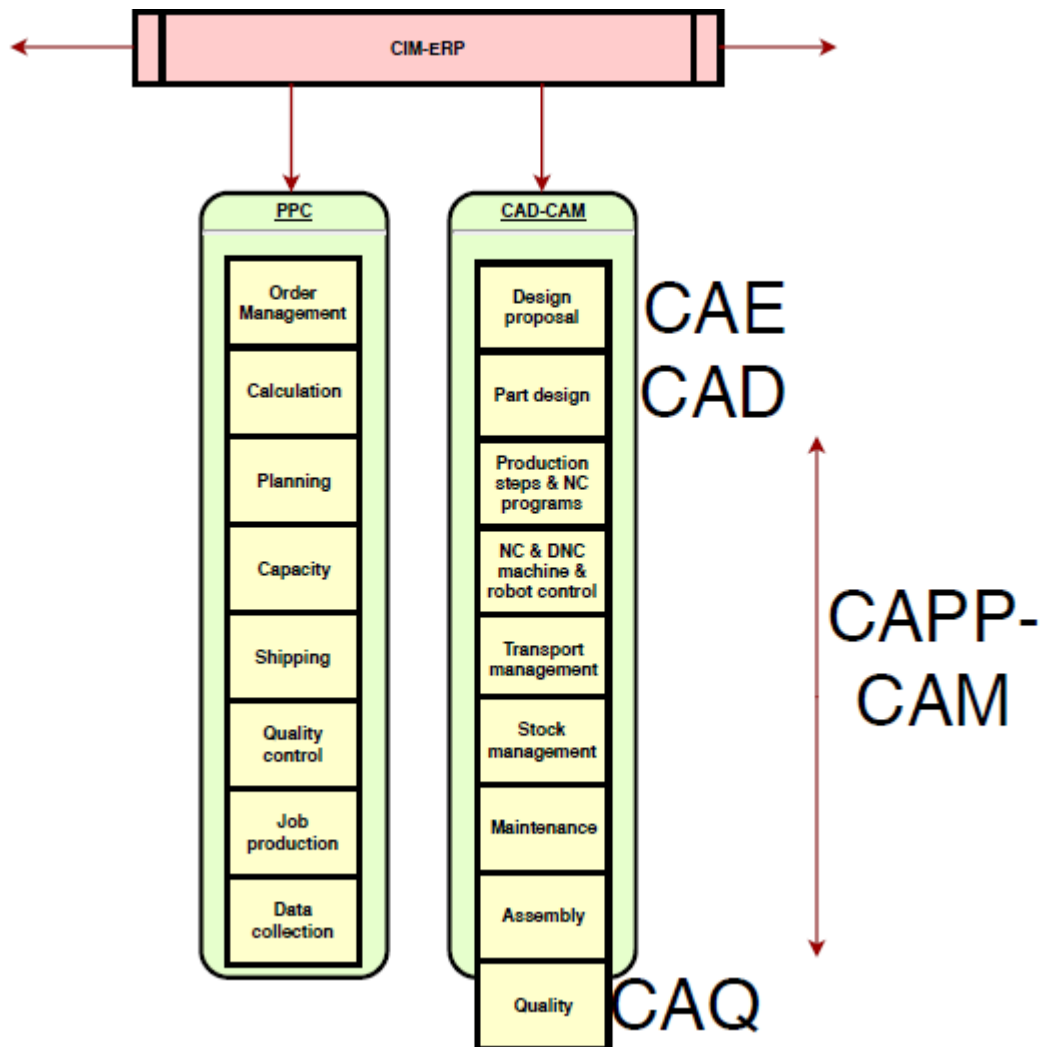 CIM-ERP
PPC
Order
Management
Calculation
Planning
Capacity
Shipping
Quality
control
Job
production
Data
collection
CAD-CAM
Design
proposal
Part design
Production
steps & NC
programs
NC & DNC
machine &
robot control
Transport
management
Stock
management
Maintenance
Assembly
Quality
CAE
CAD
CAPP-
CAM
CAQ